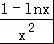 1 − lnx
x²